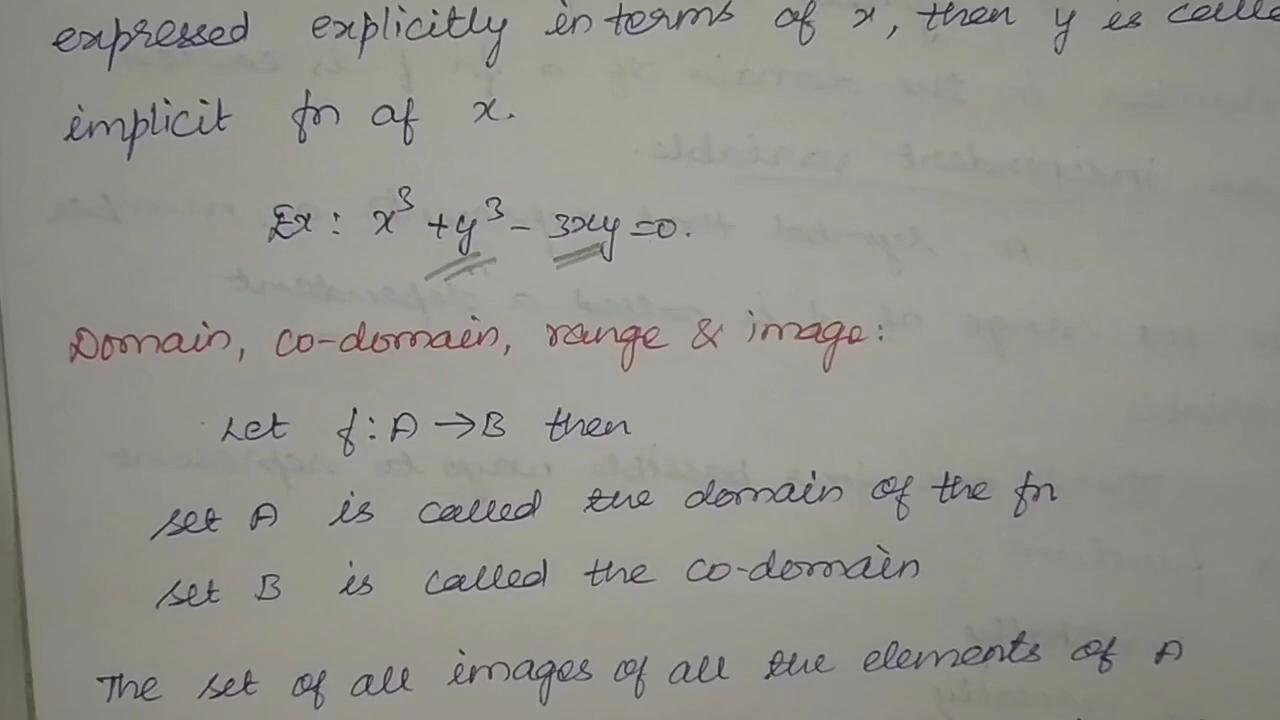 expressed explicitly in terms of x, then y is calle
implicit fn of x.
Ex: x³ + y³ - 3xy = 0.
Domain, co-domain, range & image:
Let f: A → B then
set A is called the domain of the fn
set B is called the co-domain
The set of all images of all the elements of A